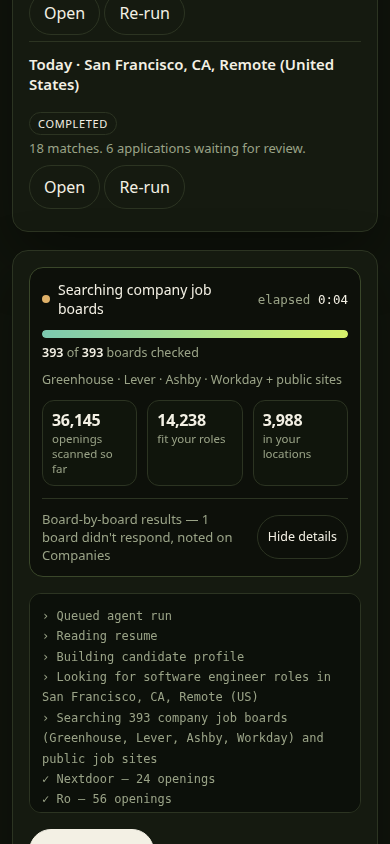 Open Re-run
Today · San Francisco, CA, Remote (United
States)
COMPLETED
18 matches. 6 applications waiting for review.
Open Re-run
Searching company job
boards
elapsed 0:04
393 of 393 boards checked
Greenhouse · Lever · Ashby · Workday + public sites
36,145
openings
scanned so
far
14,238
fit your roles
3,988
in your
locations
Board-by-board results — 1
board didn't respond, noted on
Companies
Hide details
› Queued agent run
› Reading resume
› Building candidate profile
› Looking for software engineer roles in
San Francisco, CA, Remote (US)
› Searching 393 company job boards
(Greenhouse, Lever, Ashby, Workday) and
public job sites
✓ Nextdoor — 24 openings
✓ Ro — 56 openings